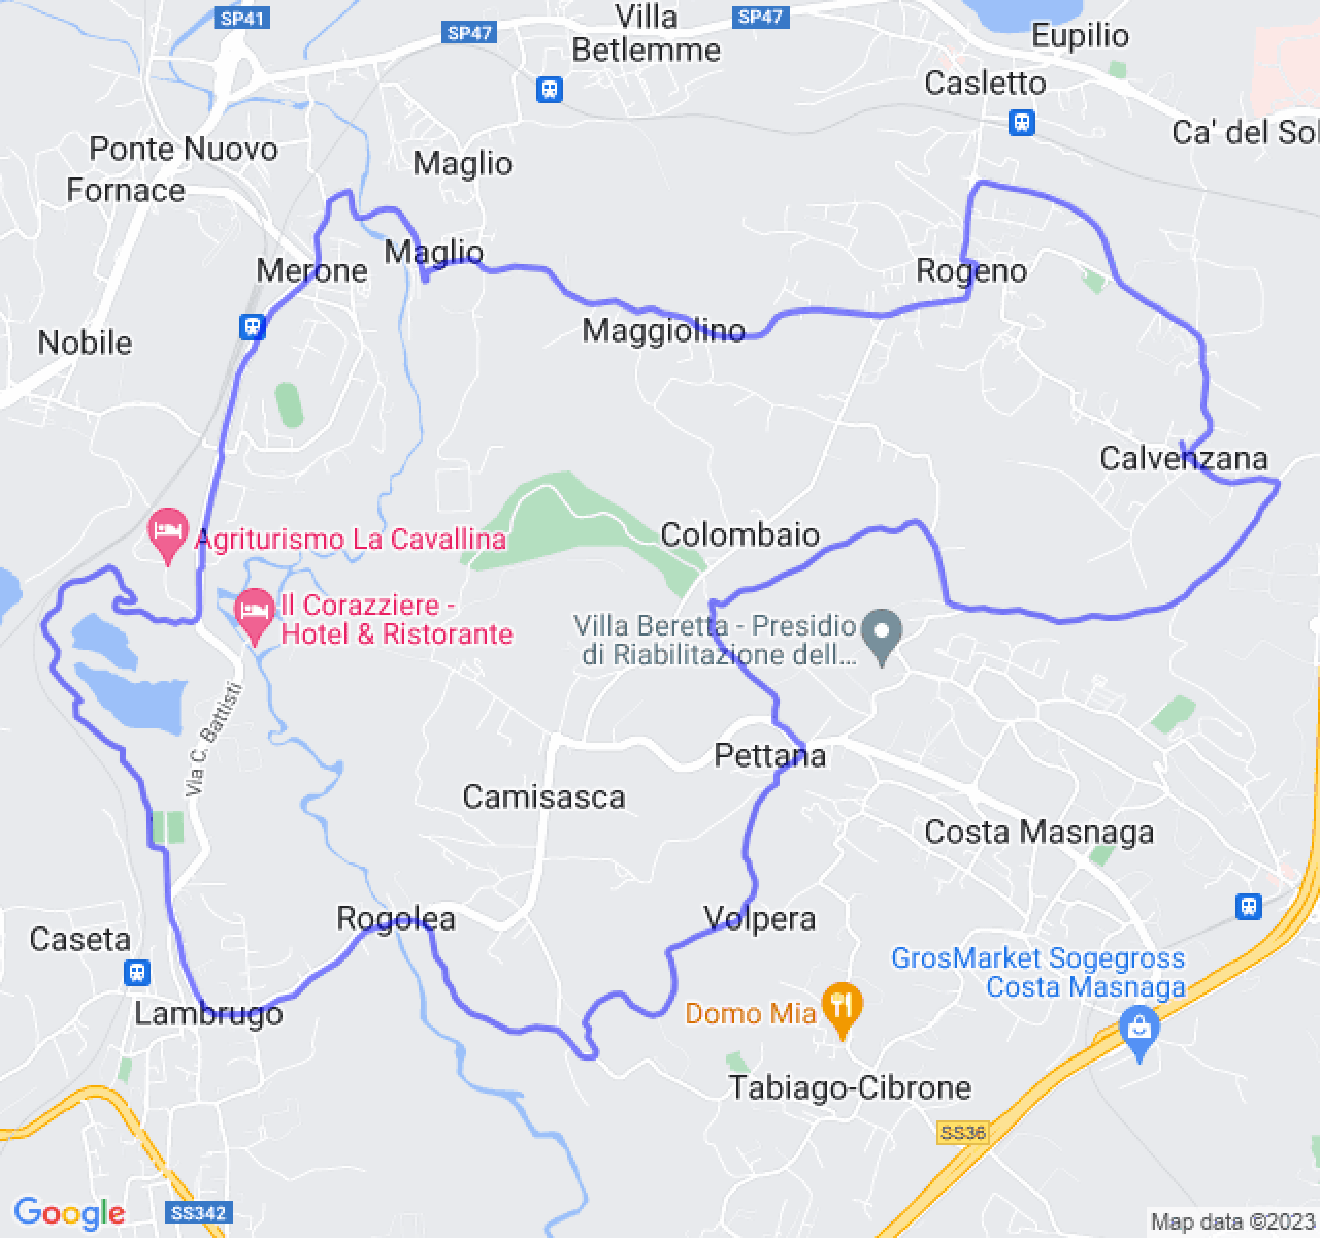 SP41
Villa
Betlemme
SP47
SP47
Eupilio
Casletto
Ca' del Sol
Ponte Nuovo
Maglio
Fornace
Maglio
Merone
Rogeno
Nobile
Maggiolino
Calvenzana
Agriturismo La Cavallina
Colombaio
Il Corazziere -
Hotel & Ristorante
Villa Beretta - Presidio
di Riabilitazione dell...
Via C. Battisti
Pettana
Camisasca
Costa Masnaga
Rogolea
Volpera
Caseta
GrosMarket Sogegross
Costa Masnaga
Lambrugo
Domo Mia
Tabiago-Cibrone
SS36
Google
SS342
Map data ©2023